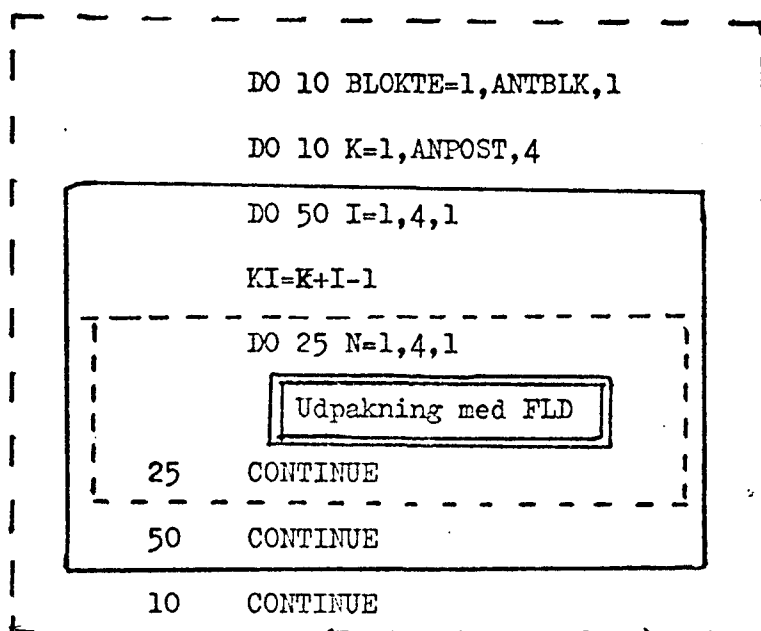 DO 10 BLOKTE=1,ANTBLK,1
DO 10 K=1,ANPOST,4
DO 50 I=1,4,1
KI=K+I-1
DO 25 N=1,4,1
Udpakning med FLD
25 CONTINUE
50 CONTINUE
10 CONTINUE